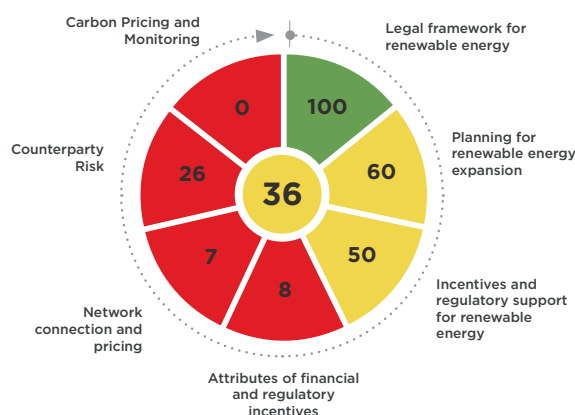 Carbon Pricing and
Monitoring
Legal framework for
renewable energy
0
100
Counterparty
Risk
26
36
60
Planning for
renewable energy
expansion
7
50
8
Network
connection and
pricing
Incentives and
regulatory support
for renewable
energy
Attributes of financial
and regulatory
incentives